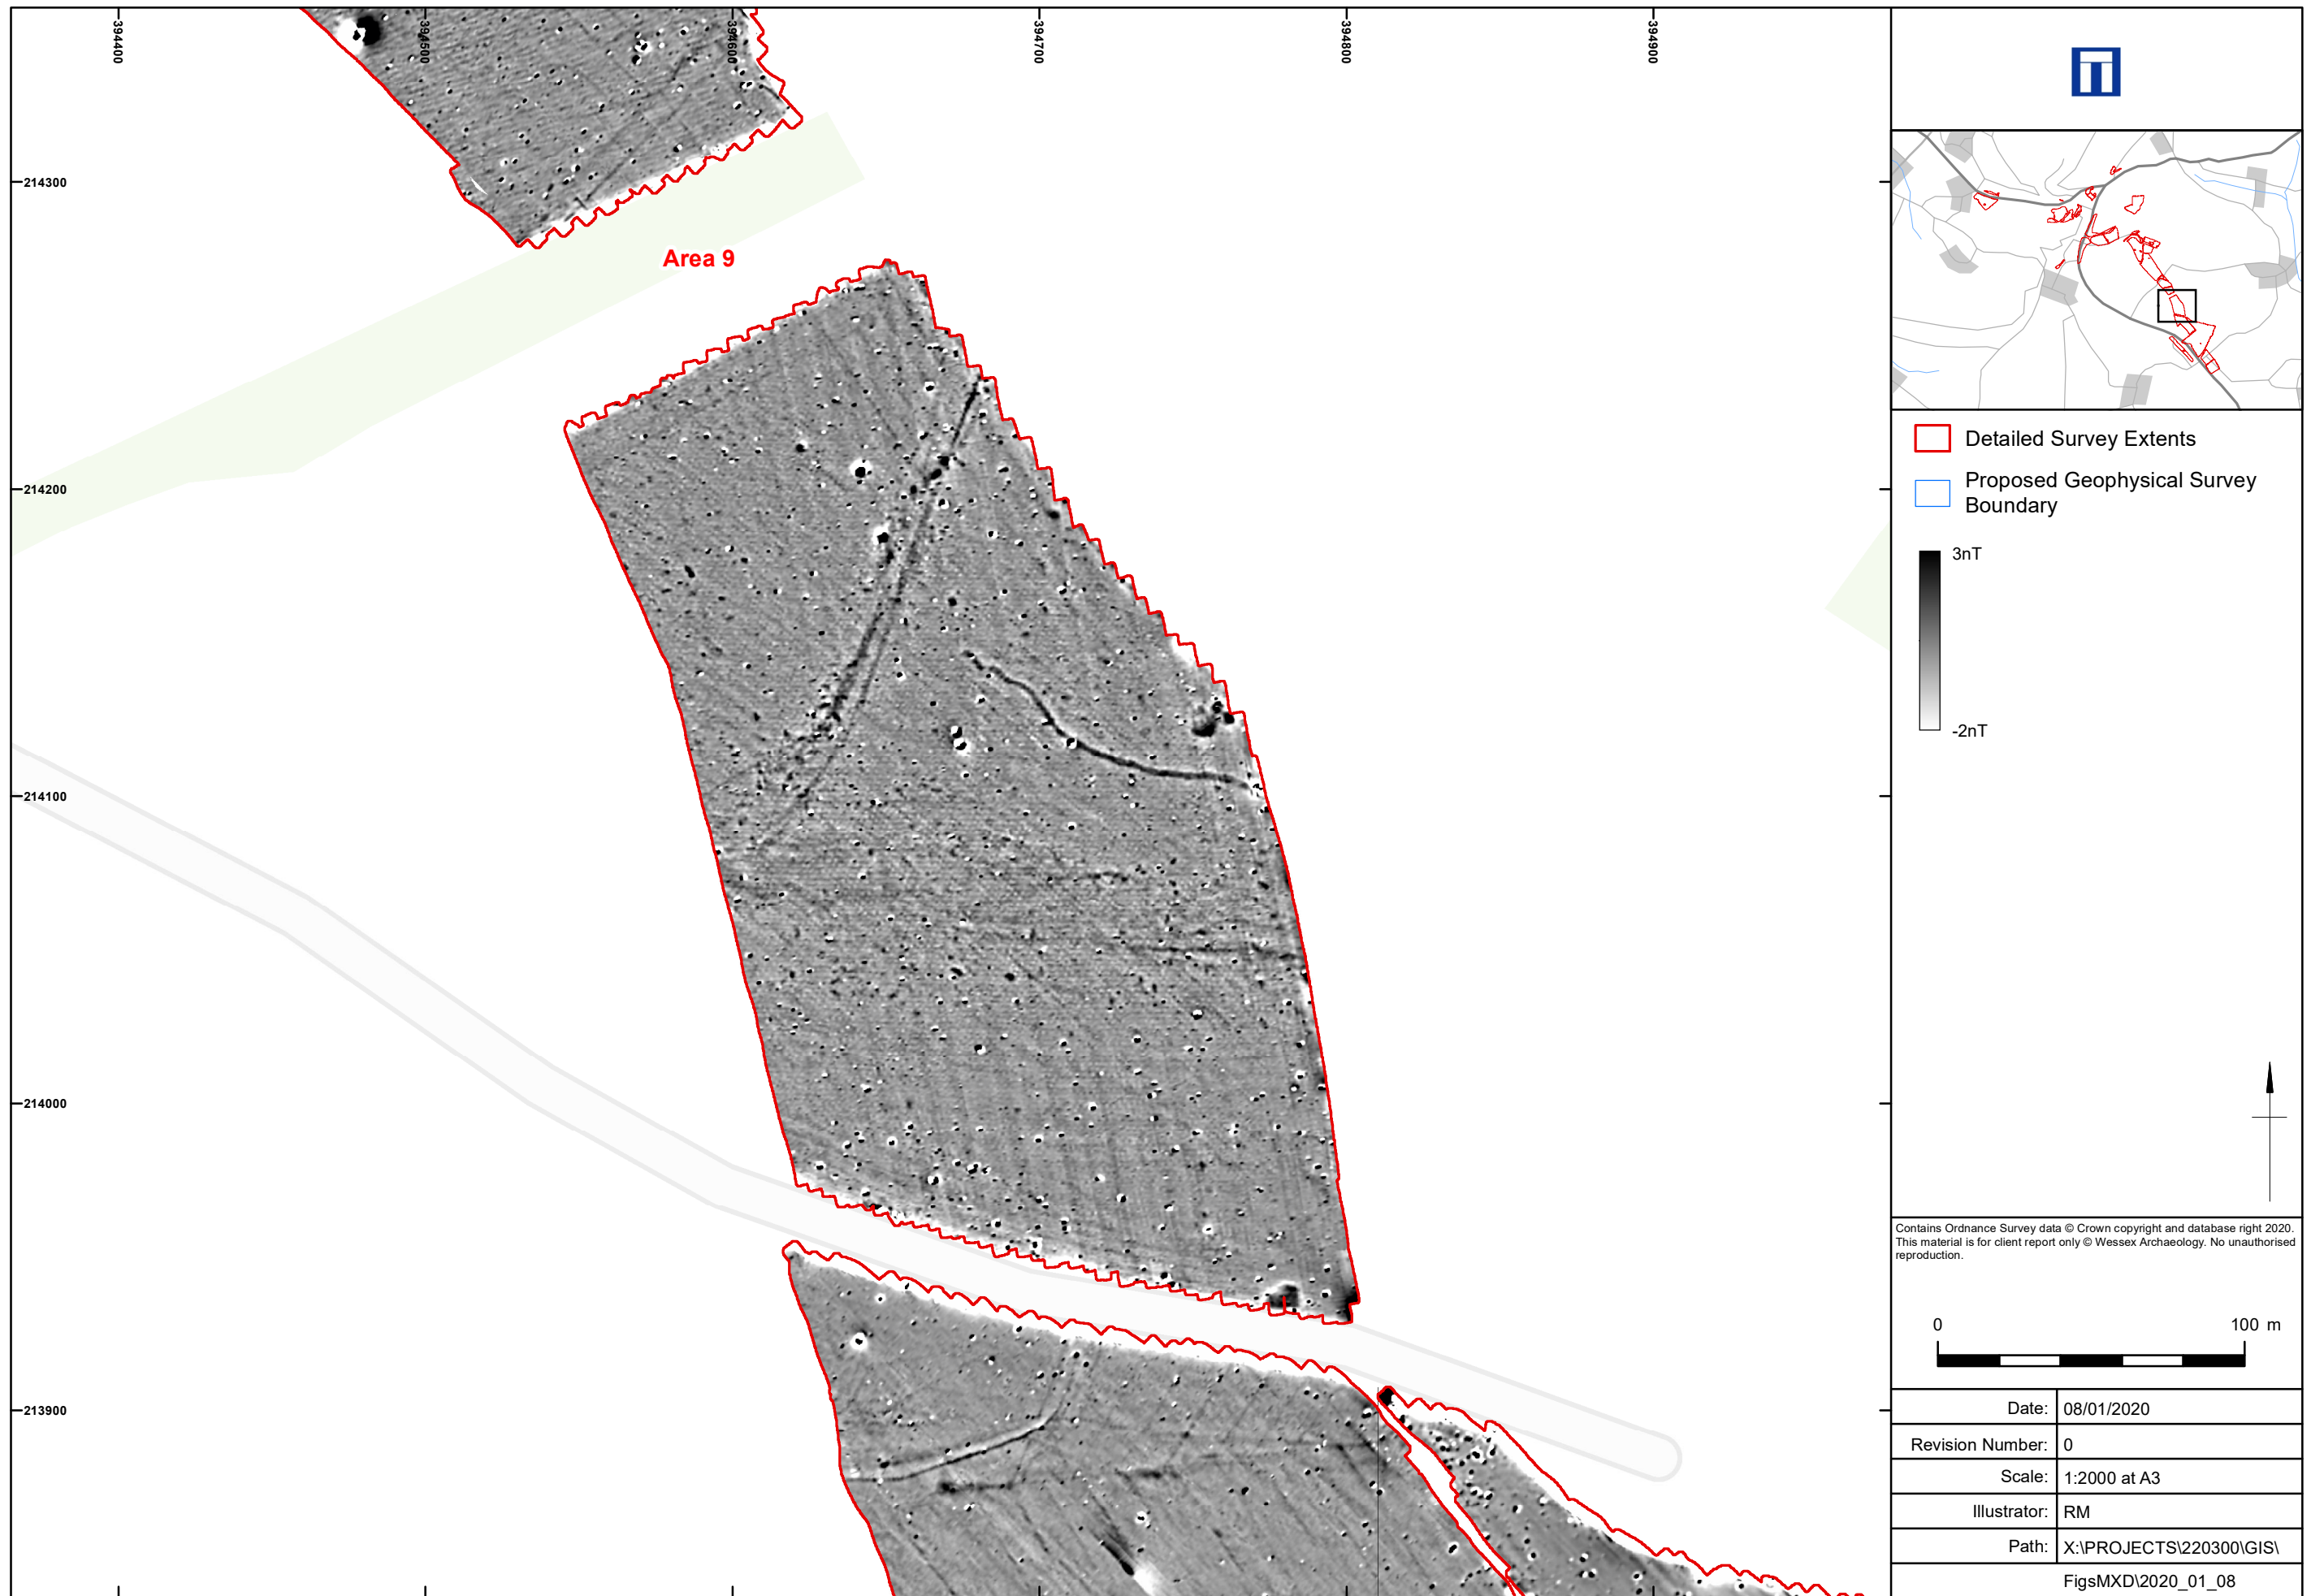 394400
394500
394600
394700
394800
394900
214300
Area 9
214200
214100
214000
213900
Detailed Survey Extents
Proposed Geophysical Survey
Boundary
3nT
-2nT
Contains Ordnance Survey data © Crown copyright and database right 2020.
This material is for client report only © Wessex Archaeology. No unauthorised
reproduction.
0 100 m
Date: 08/01/2020
Revision Number: 0
Scale: 1:2000 at A3
Illustrator: RM
Path: X:\PROJECTS\220300\GIS\
FigsMXD\2020_01_08